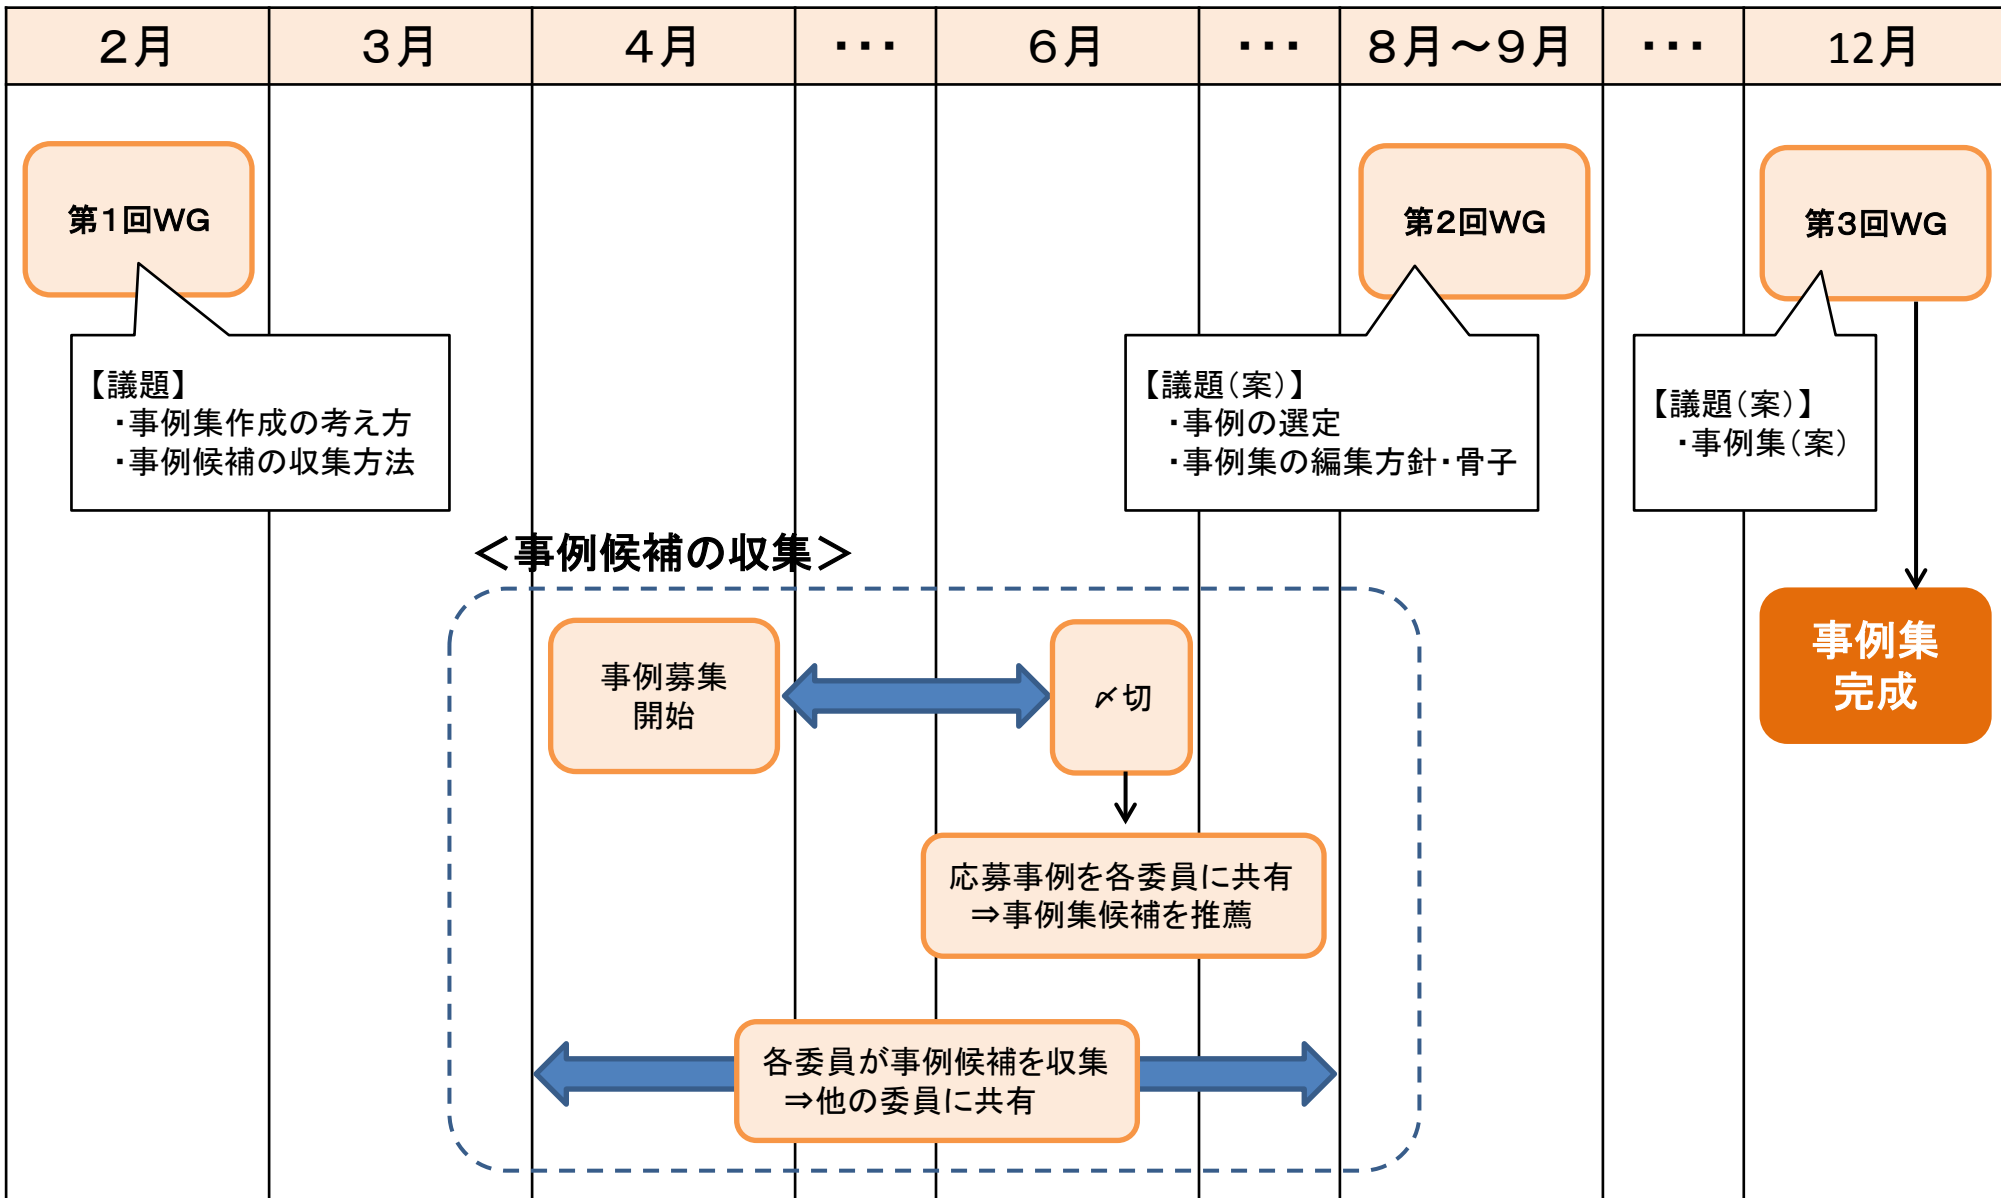 2月 3月 4月 ・・・ 6月 ・・・ 8月～9月 ・・・ 12月
第1回WG
【議題】
・事例集作成の考え方
・事例候補の収集方法
第2回WG
【議題（案）】
・事例の選定
・事例集の編集方針・骨子
第3回WG
【議題（案）】
・事例集（案）
＜事例候補の収集＞
事例募集
開始
〆切
応募事例を各委員に共有
⇒事例集候補を推薦
各委員が事例候補を収集
⇒他の委員に共有
事例集
完成